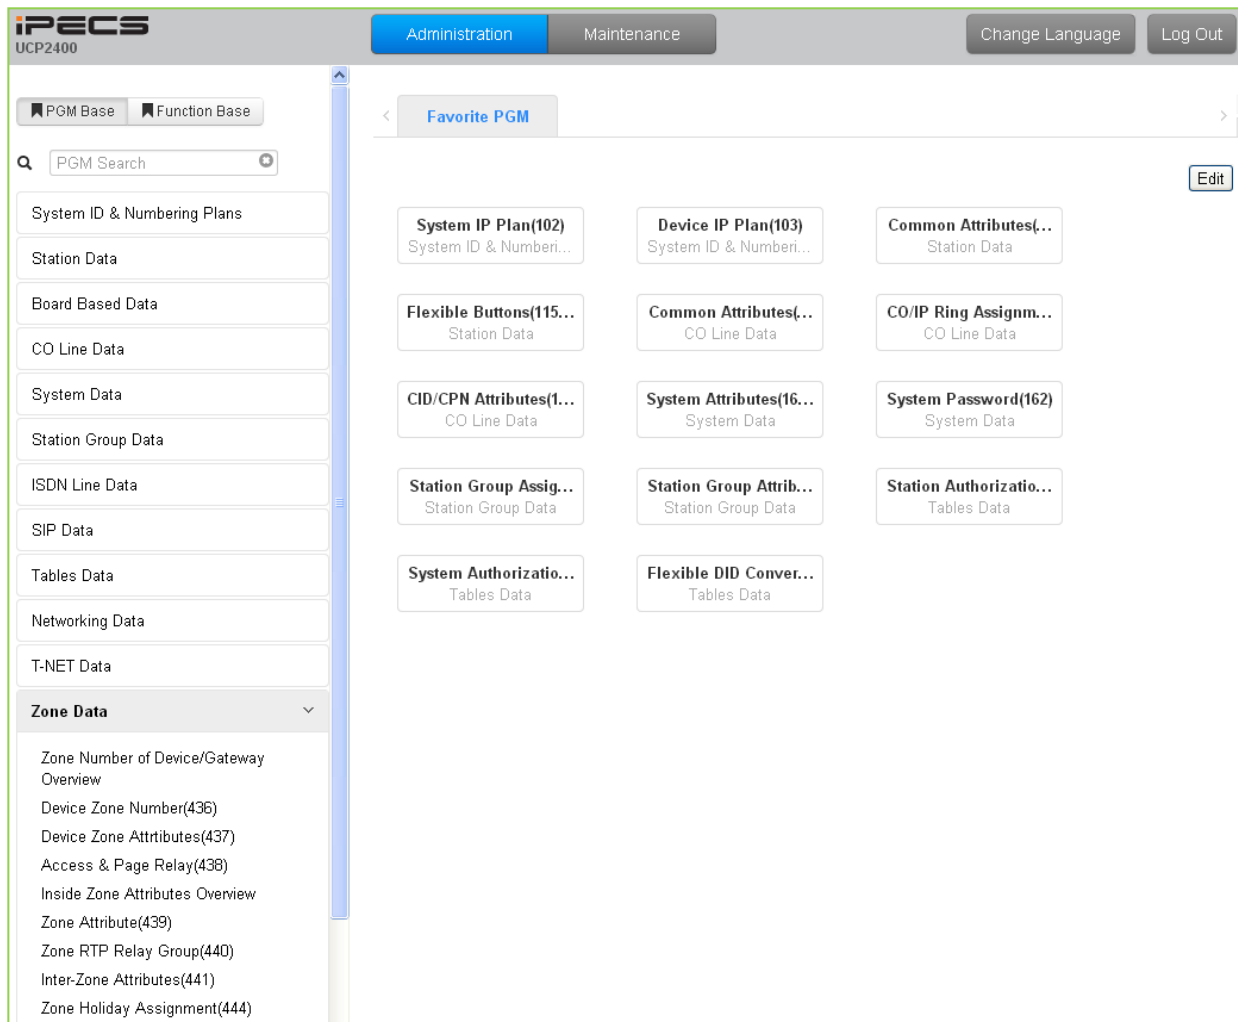 iPECS
UCP2400
Administration
Maintenance
Change Language
Log Out
PGM Base
Function Base
PGM Search
System ID & Numbering Plans
Station Data
Board Based Data
CO Line Data
System Data
Station Group Data
ISDN Line Data
SIP Data
Tables Data
Networking Data
T-NET Data
Zone Data
Zone Number of Device/Gateway
Overview
Device Zone Number(436)
Device Zone Attrtibutes(437)
Access & Page Relay(438)
Inside Zone Attributes Overview
Zone Attribute(439)
Zone RTP Relay Group(440)
Inter-Zone Attributes(441)
Zone Holiday Assignment(444)
Favorite PGM
Edit
System IP Plan(102)
System ID & Numberi...
Device IP Plan(103)
System ID & Numberi...
Common Attributes(...
Station Data
Flexible Buttons(115...
Station Data
Common Attributes(...
CO Line Data
CO/IP Ring Assignm...
CO Line Data
CID/CPN Attributes(1...
CO Line Data
System Attributes(16...
System Data
System Password(162)
System Data
Station Group Assig...
Station Group Data
Station Group Attrib...
Station Group Data
Station Authorizatio...
Tables Data
System Authorizatio...
Tables Data
Flexible DID Conver...
Tables Data